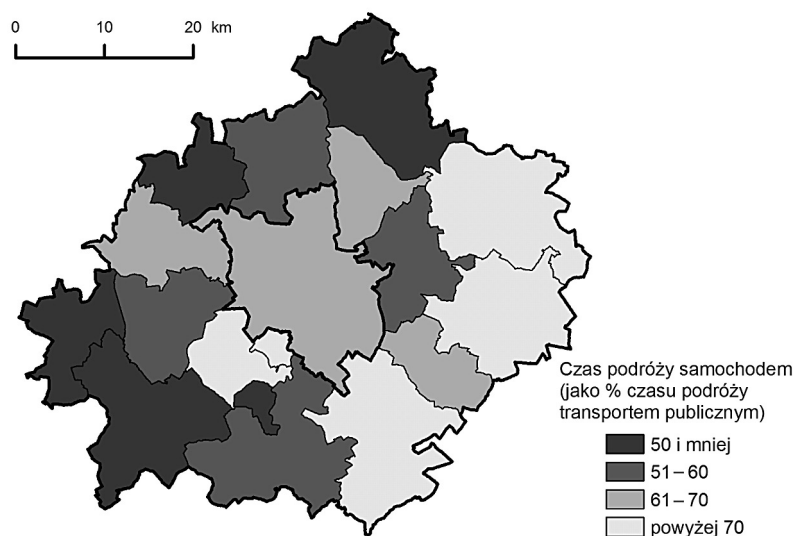 0 10 20 km
Czas podróży samochodem
(jako % czasu podróży
transportem publicznym)
50 i mniej
51–60
61–70
powyżej 70